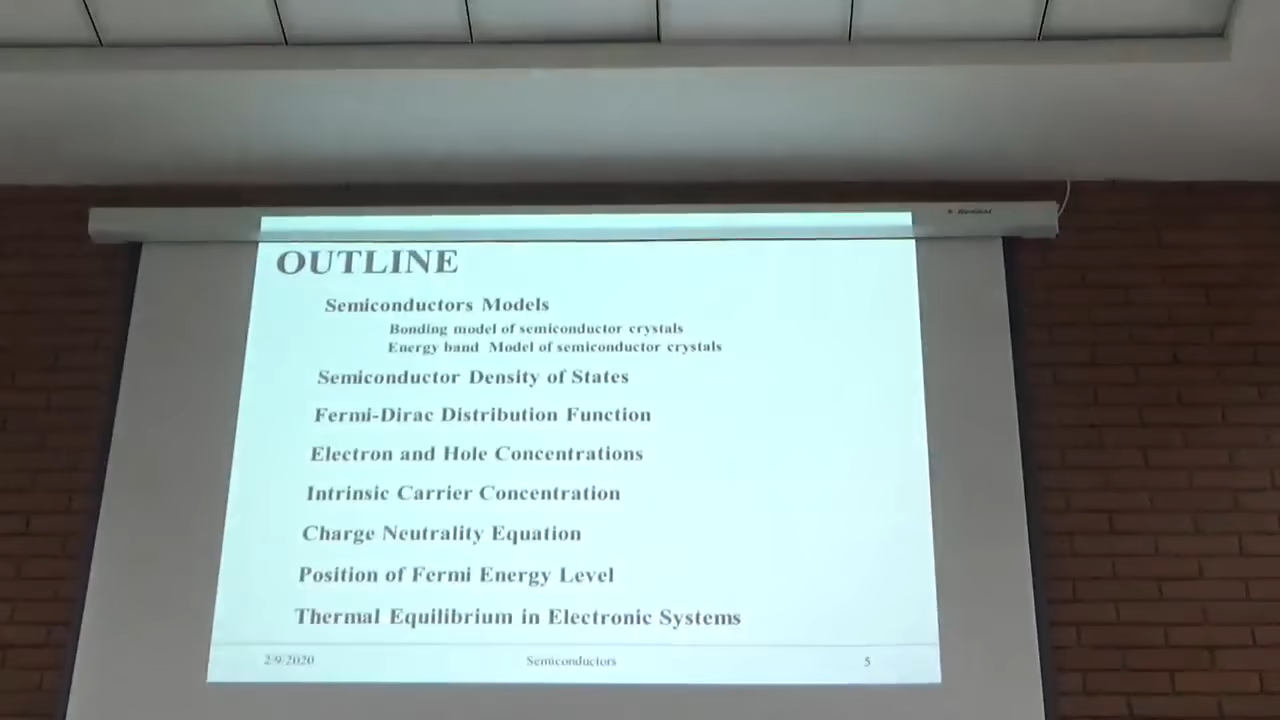 OUTLINE
Semiconductors Models
Bonding model of semiconductor crystals
Energy band Model of semiconductor crystals
Semiconductor Density of States
Fermi-Dirac Distribution Function
Electron and Hole Concentrations
Intrinsic Carrier Concentration
Charge Neutrality Equation
Position of Fermi Energy Level
Thermal Equilibrium in Electronic Systems
2/9/2020
Semiconductors
5